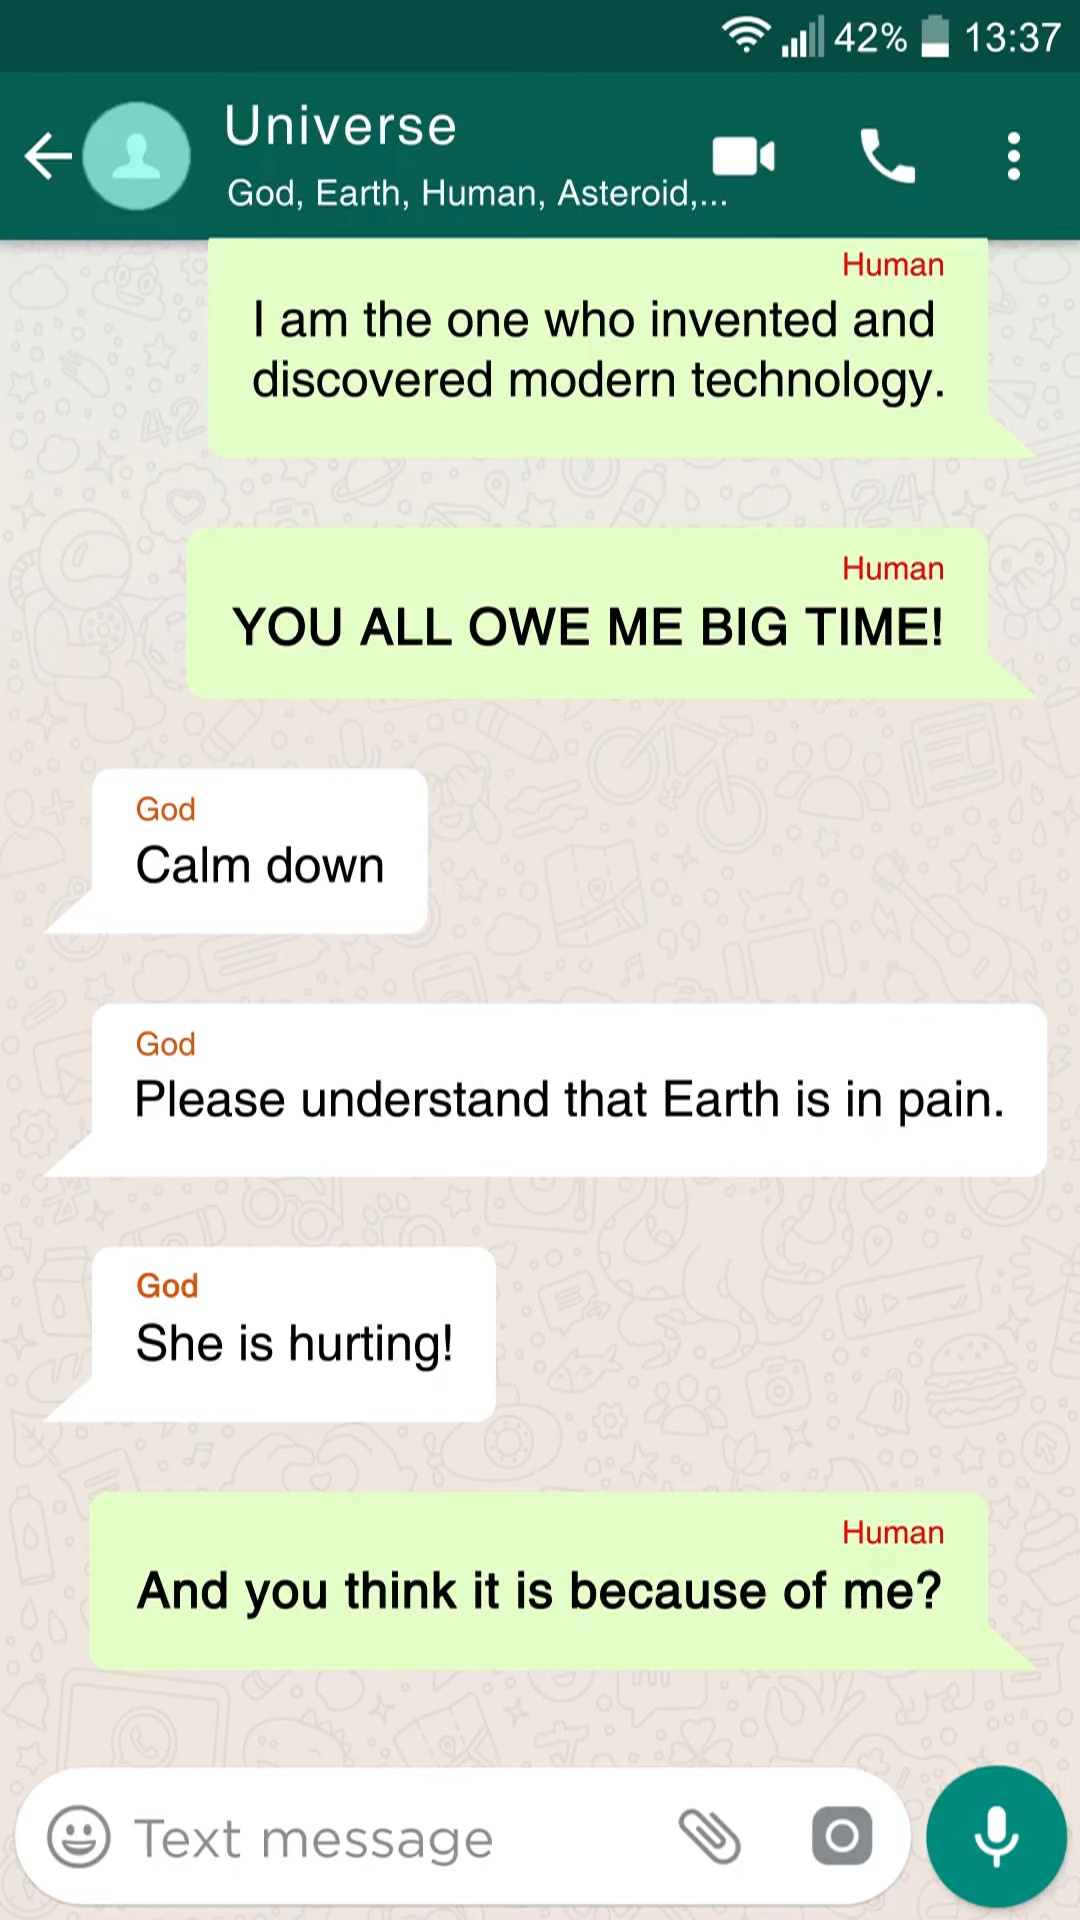 42% 13:37
Universe
God, Earth, Human, Asteroid,...
Human
I am the one who invented and
discovered modern technology.
Human
YOU ALL OWE ME BIG TIME!
God
Calm down
God
Please understand that Earth is in pain.
God
She is hurting!
Human
And you think it is because of me?
Text message